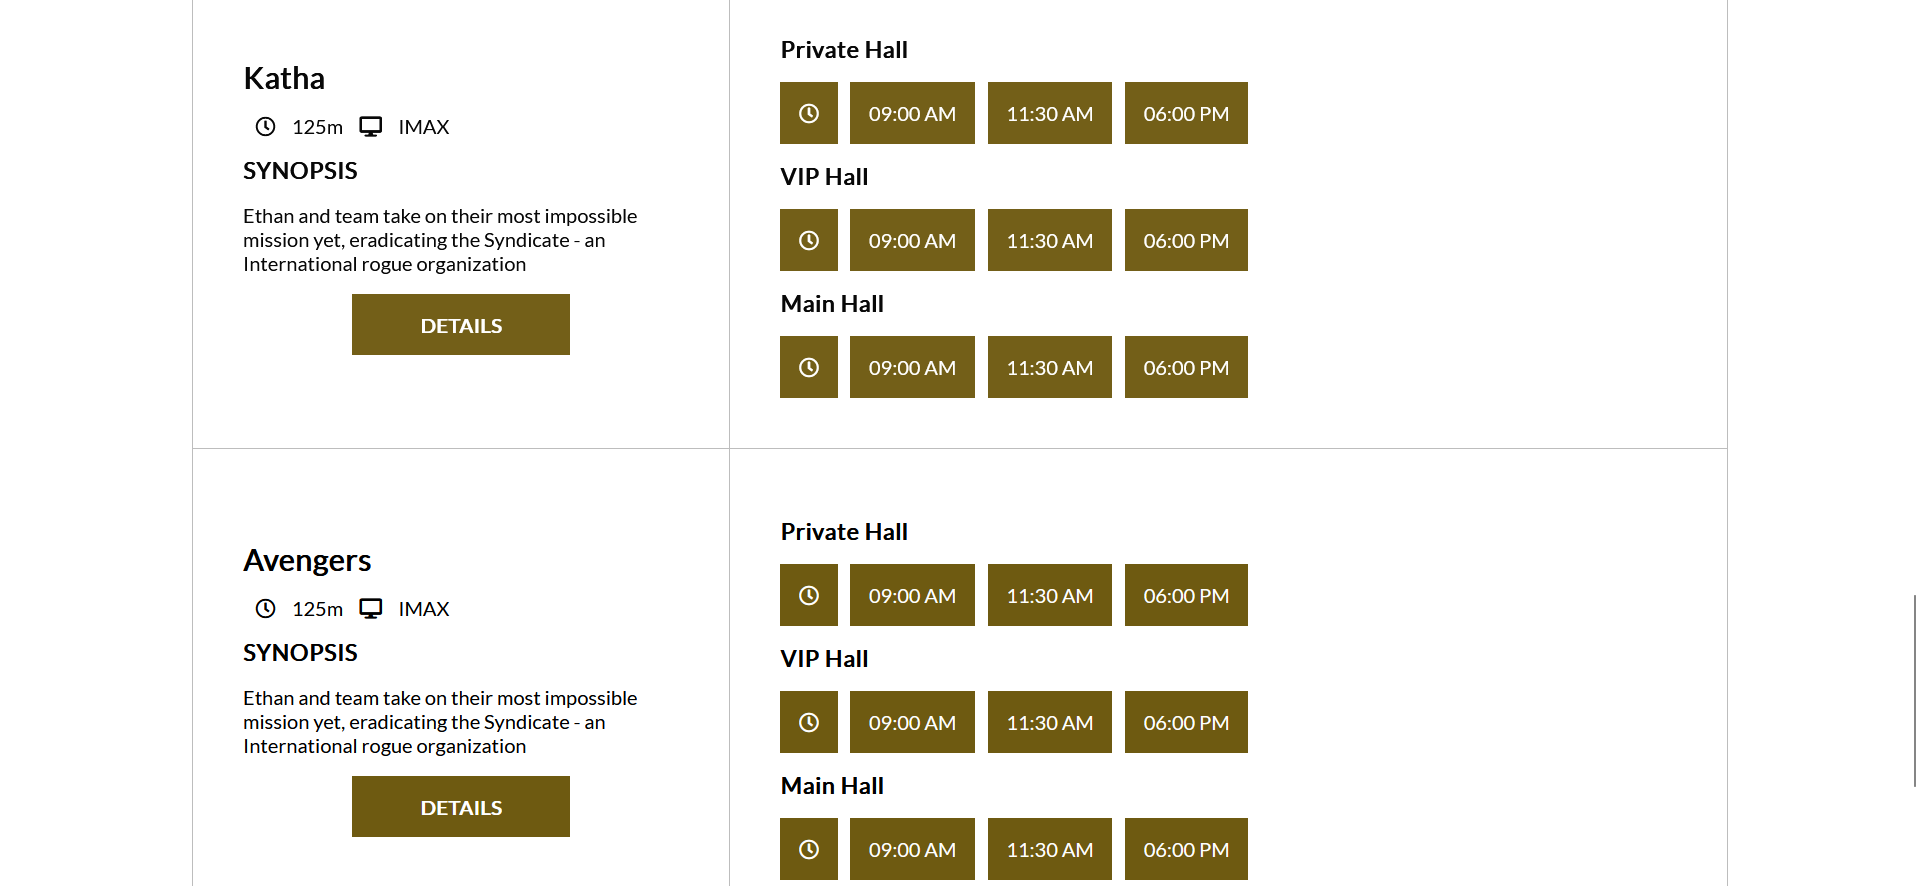 Katha
125m IMAX
SYNOPSIS
Ethan and team take on their most impossible
mission yet, eradicating the Syndicate - an
International rogue organization
DETAILS
Private Hall
09:00 AM 11:30 AM 06:00 PM
VIP Hall
09:00 AM 11:30 AM 06:00 PM
Main Hall
09:00 AM 11:30 AM 06:00 PM
Avengers
125m IMAX
SYNOPSIS
Ethan and team take on their most impossible
mission yet, eradicating the Syndicate - an
International rogue organization
DETAILS
Private Hall
09:00 AM 11:30 AM 06:00 PM
VIP Hall
09:00 AM 11:30 AM 06:00 PM
Main Hall
09:00 AM 11:30 AM 06:00 PM